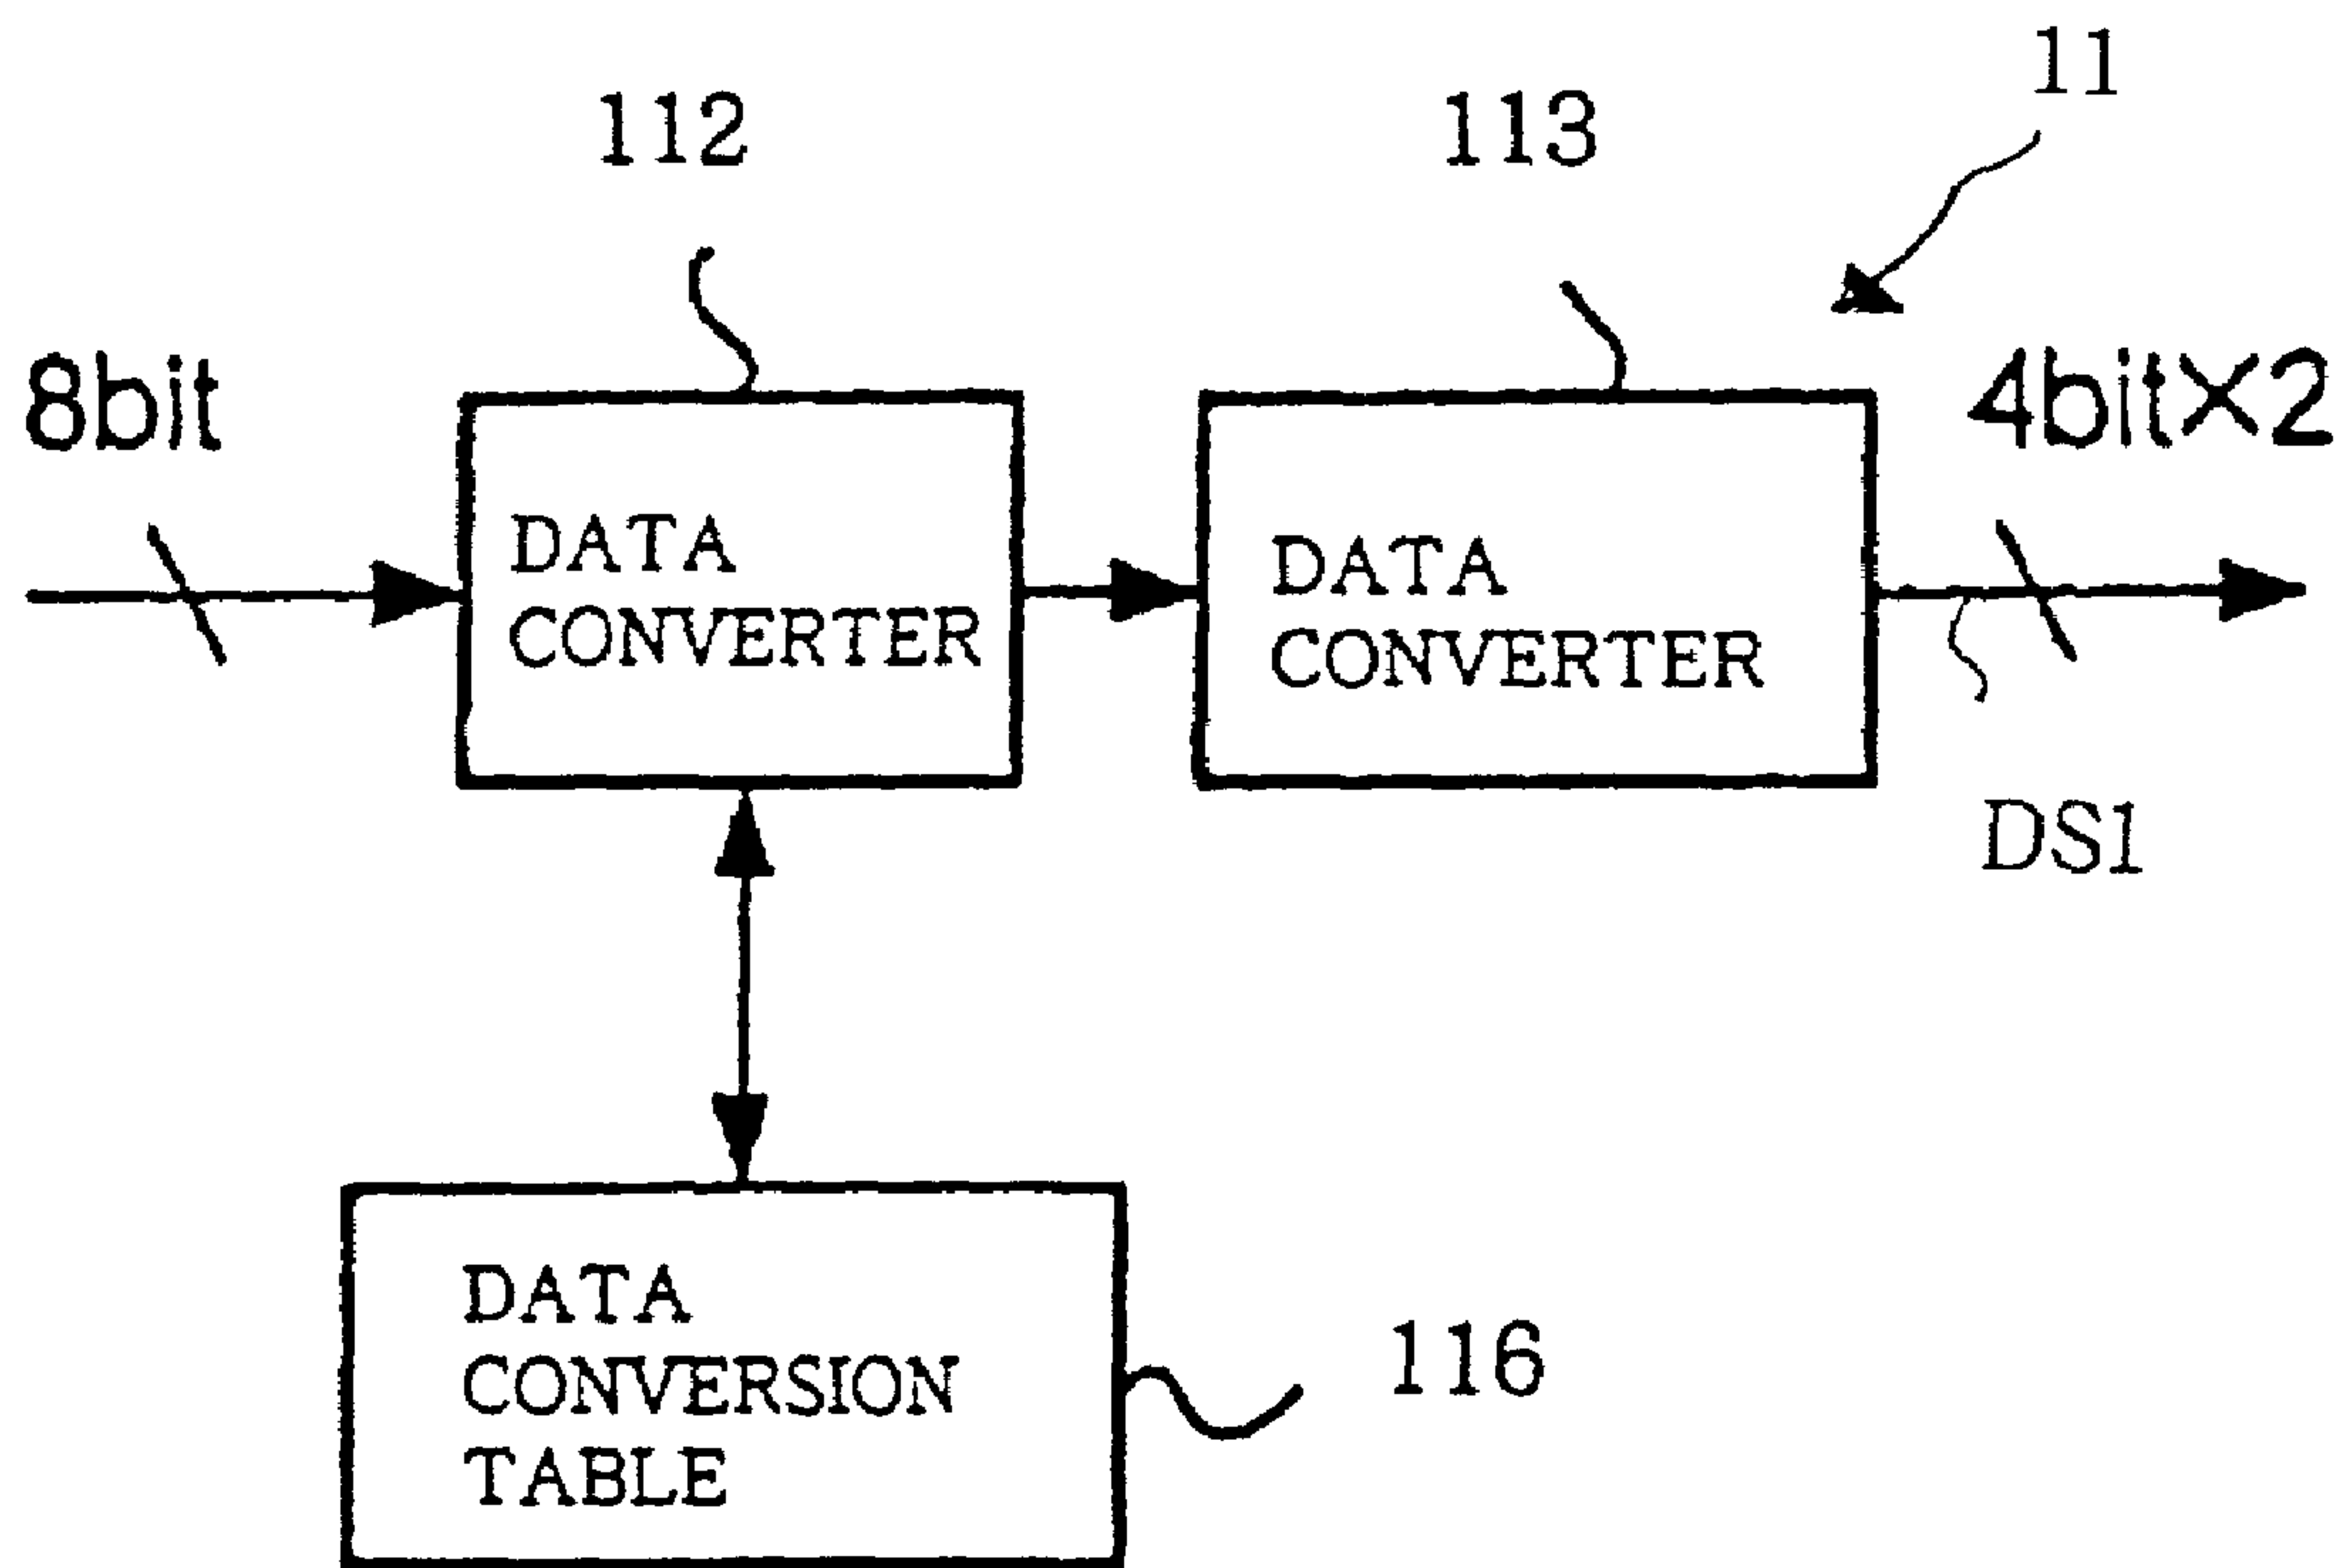 11
112
113
8bit
4bit×2
DATA
CONVERTER
DATA
CONVERTER
DS1
DATA
CONVERSION
TABLE
116